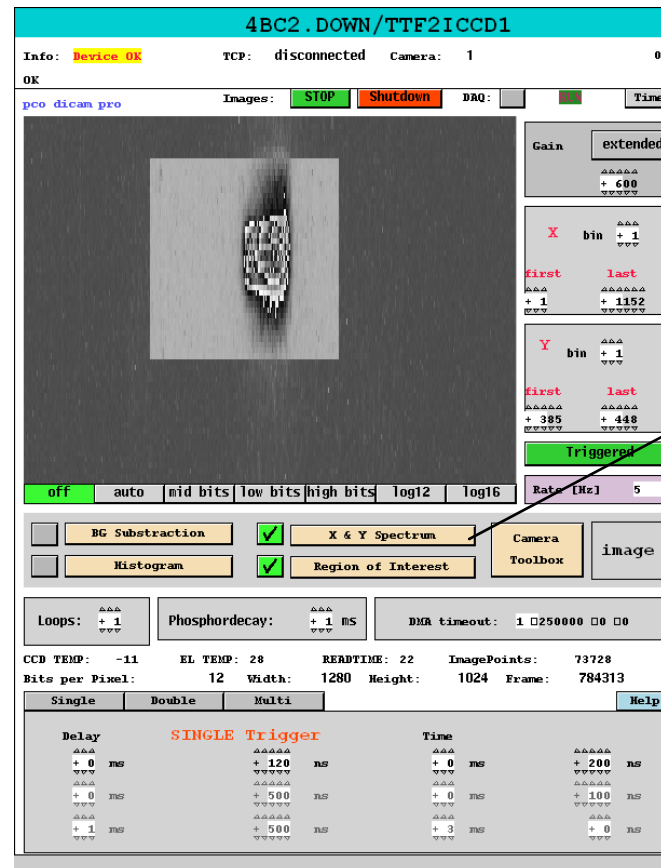 4BC2.DOWN/TTF2ICCD1
Info: Device OK TCP: disconnected Camera: 1 0
OK
pco dicam pro Images: STOP Shutdown DAQ: Time
Gain extended
+ 600
X bin + 1
first last
+ 1 + 1152
Y bin + 1
first last
+ 385 + 448
Triggered
off auto mid bits low bits high bits log12 log16 Rate [Hz] 5
BG Substraction X & Y Spectrum Camera Toolbox image
Histogram Region of Interest
Loops: + 1 Phosphordecay: + 1 ms DMA timeout: 1 250000 0 0
CCD TEMP: -11 EL TEMP: 28 READTIME: 22 ImagePoints: 73728
Bits per Pixel: 12 Width: 1280 Height: 1024 Frame: 784313
Single Double Multi Help
Delay SINGLE Trigger Time
+ 0 ms + 120 ns + 0 ms + 200 ns
+ 0 ms + 500 ns + 0 ms + 100 ns
+ 1 ms + 500 ns + 3 ms + 0 ns